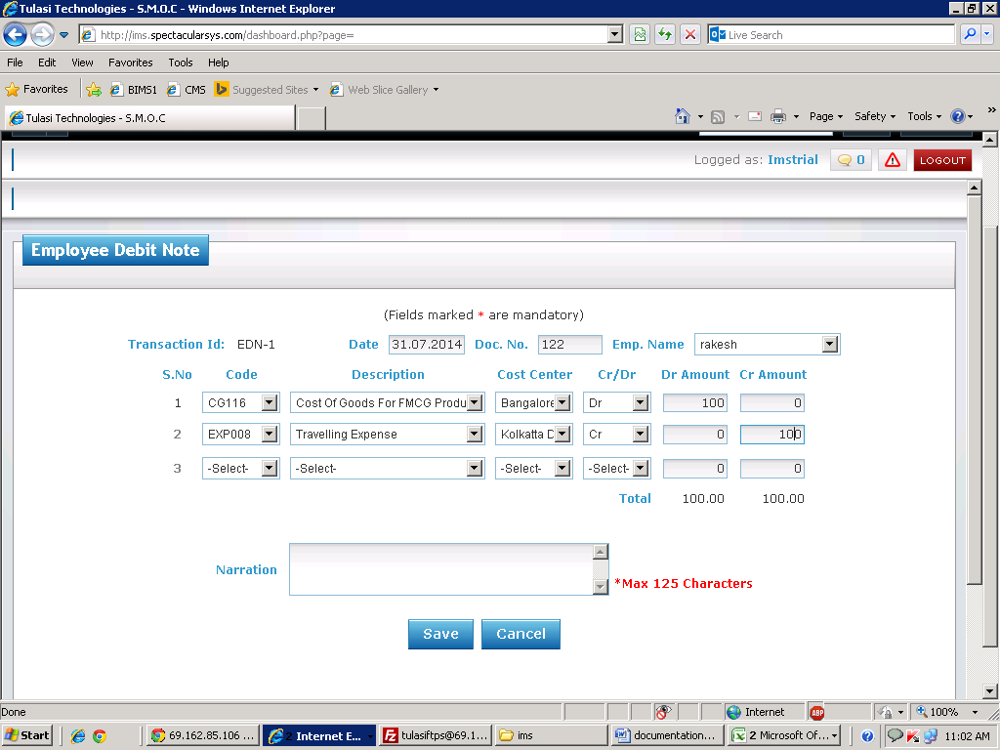 Tulasi Technologies - S.M.O.C - Windows Internet Explorer
http://ims.spectacularsys.com/dashboard.php?page=
Live Search
File Edit View Favorites Tools Help
Favorites BIMS1 CMS Suggested Sites Web Slice Gallery
Tulasi Technologies - S.M.O.C
Page Safety Tools
Logged as: Imstrial 0 LOGOUT
Employee Debit Note
(Fields marked * are mandatory)
Transaction Id: EDN-1 Date 31.07.2014 Doc. No. 122 Emp. Name rakesh
S.No Code Description Cost Center Cr/Dr Dr Amount Cr Amount
1 CG116 Cost Of Goods For FMCG Produ Bangalore Dr 100 0
2 EXP008 Travelling Expense Kolkatta D Cr 0 100
3 -Select- -Select- -Select- -Select- 0 0
Total 100.00 100.00
Narration
*Max 125 Characters
Save Cancel
Done Internet ABP 100%
Start 69.162.85.106 ... 2 Internet E... tulasiftps@69.1... ims documentation... 2 Microsoft Of... 11:02 AM